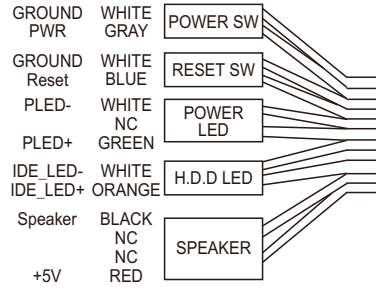 GROUND WHITE POWER SW
PWR GRAY
GROUND WHITE RESET SW
Reset BLUE
PLED- WHITE POWER
NC LED
PLED+ GREEN
IDE_LED- WHITE H.D.D LED
IDE_LED+ ORANGE
Speaker BLACK
NC SPEAKER
NC
+5V RED